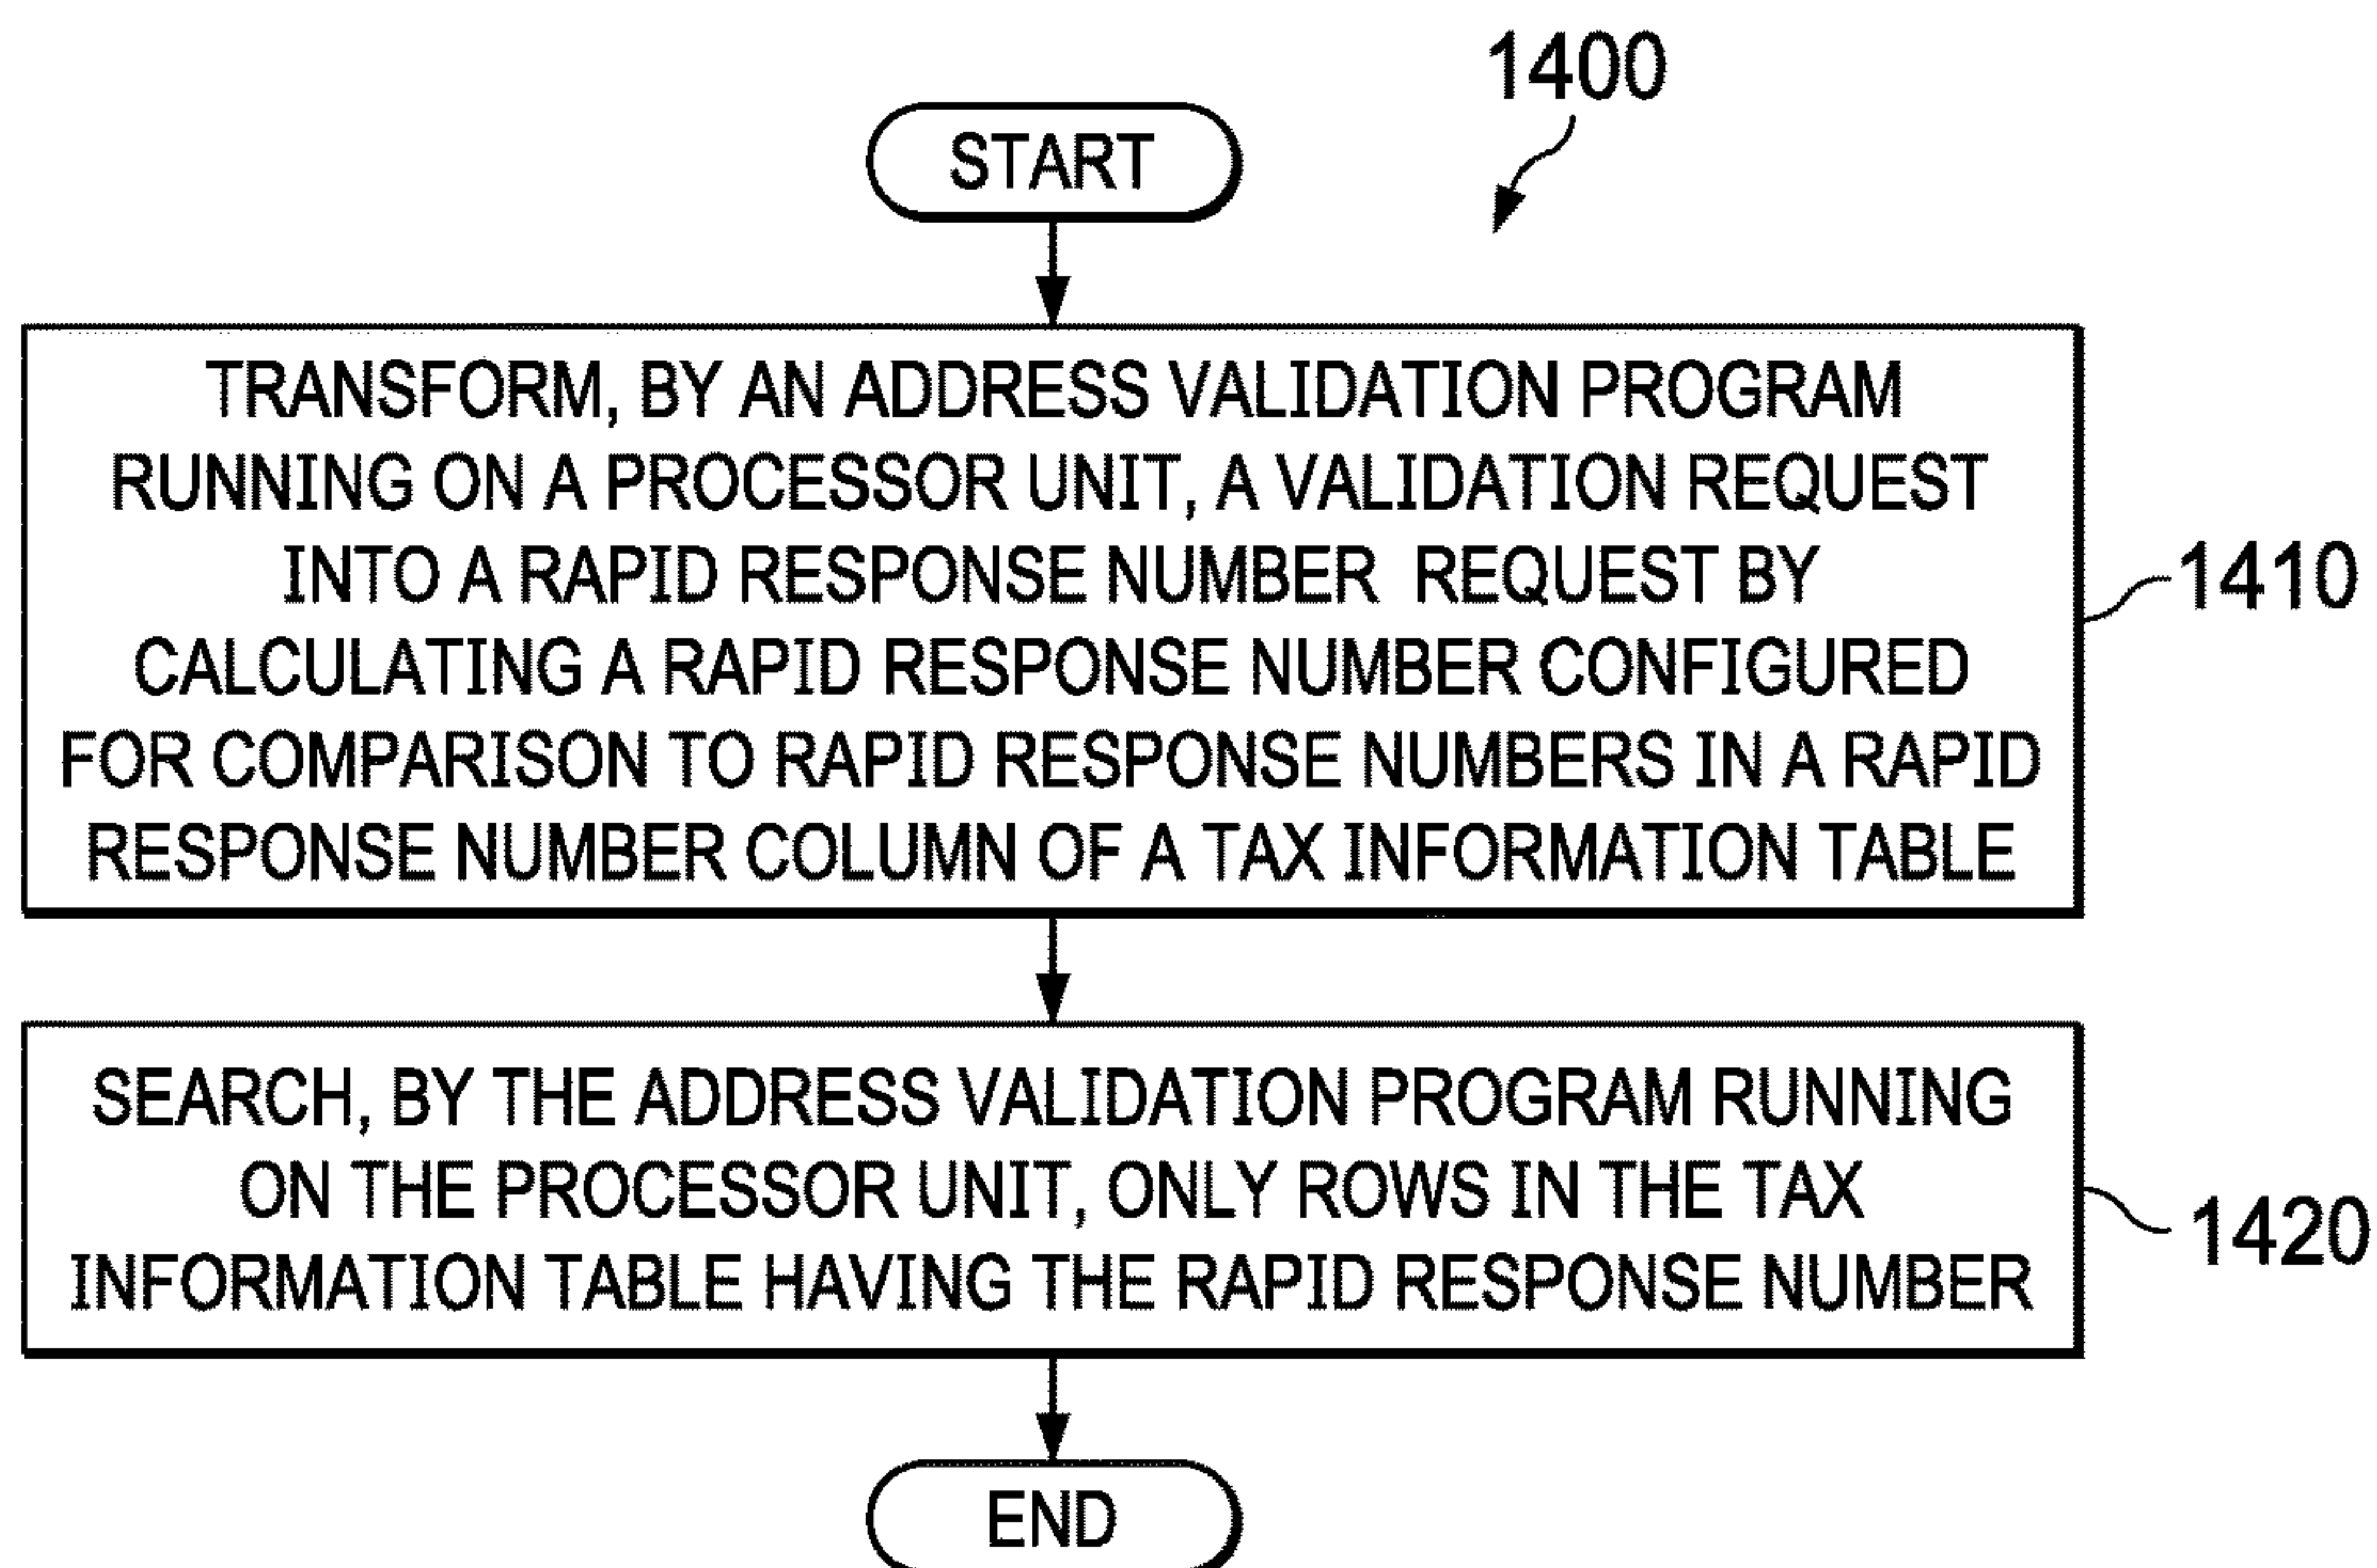 1400
START
TRANSFORM, BY AN ADDRESS VALIDATION PROGRAM
RUNNING ON A PROCESSOR UNIT, A VALIDATION REQUEST
INTO A RAPID RESPONSE NUMBER REQUEST BY
CALCULATING A RAPID RESPONSE NUMBER CONFIGURED
FOR COMPARISON TO RAPID RESPONSE NUMBERS IN A RAPID
RESPONSE NUMBER COLUMN OF A TAX INFORMATION TABLE
1410
SEARCH, BY THE ADDRESS VALIDATION PROGRAM RUNNING
ON THE PROCESSOR UNIT, ONLY ROWS IN THE TAX
INFORMATION TABLE HAVING THE RAPID RESPONSE NUMBER
1420
END